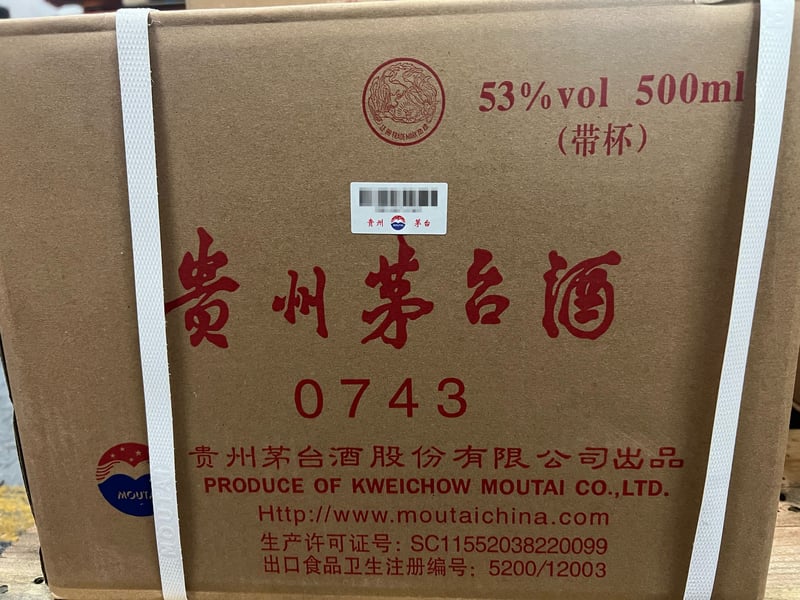 53%vol 500ml
(带杯)
贵州 茅台
贵州茅台酒
0743
贵州茅台酒股份有限公司出品
PRODUCE OF KWEICHOW MOUTAI CO.,LTD.
Http://www.moutaichina.com
生产许可证号: SC11552038220099
出口食品卫生注册编号: 5200/12003